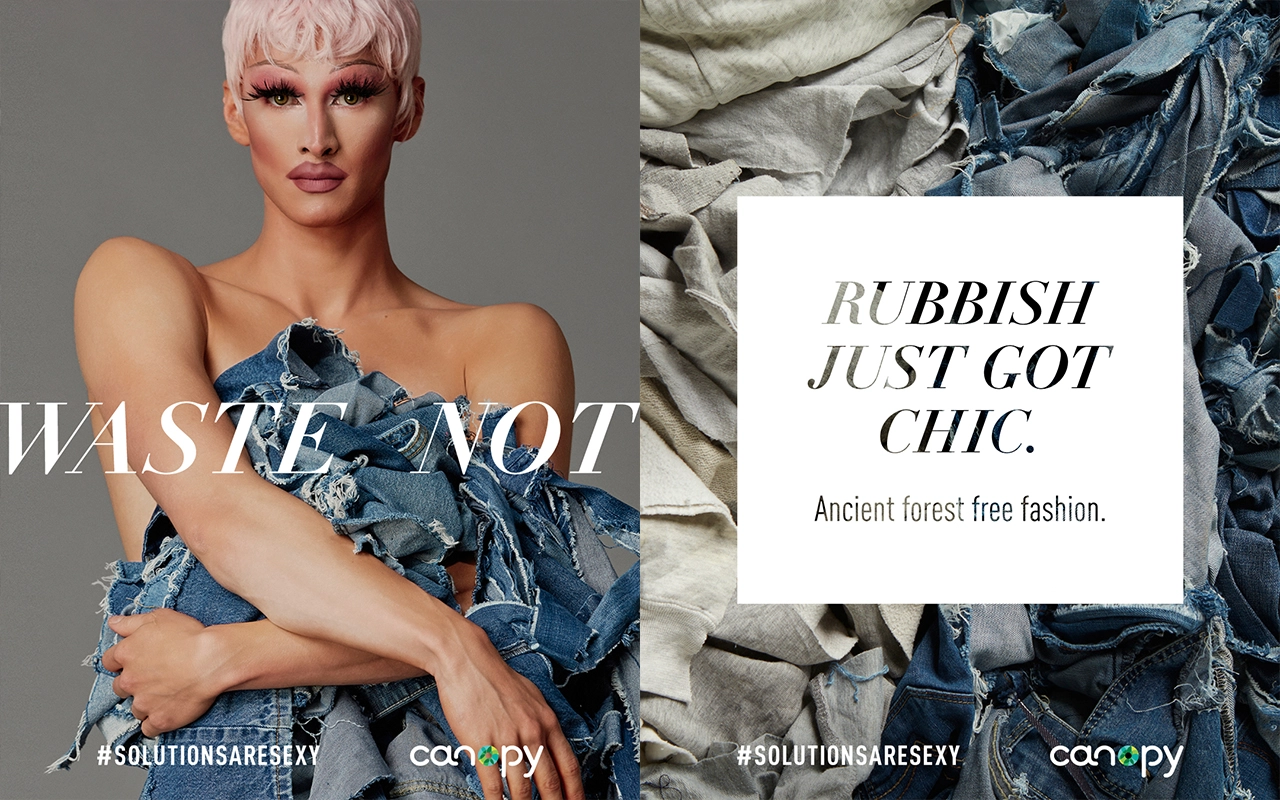 WASTE NOT
#SOLUTIONSARESEXY canopy
RUBBISH
JUST GOT
CHIC.
Ancient forest free fashion.
#SOLUTIONSARESEXY canopy